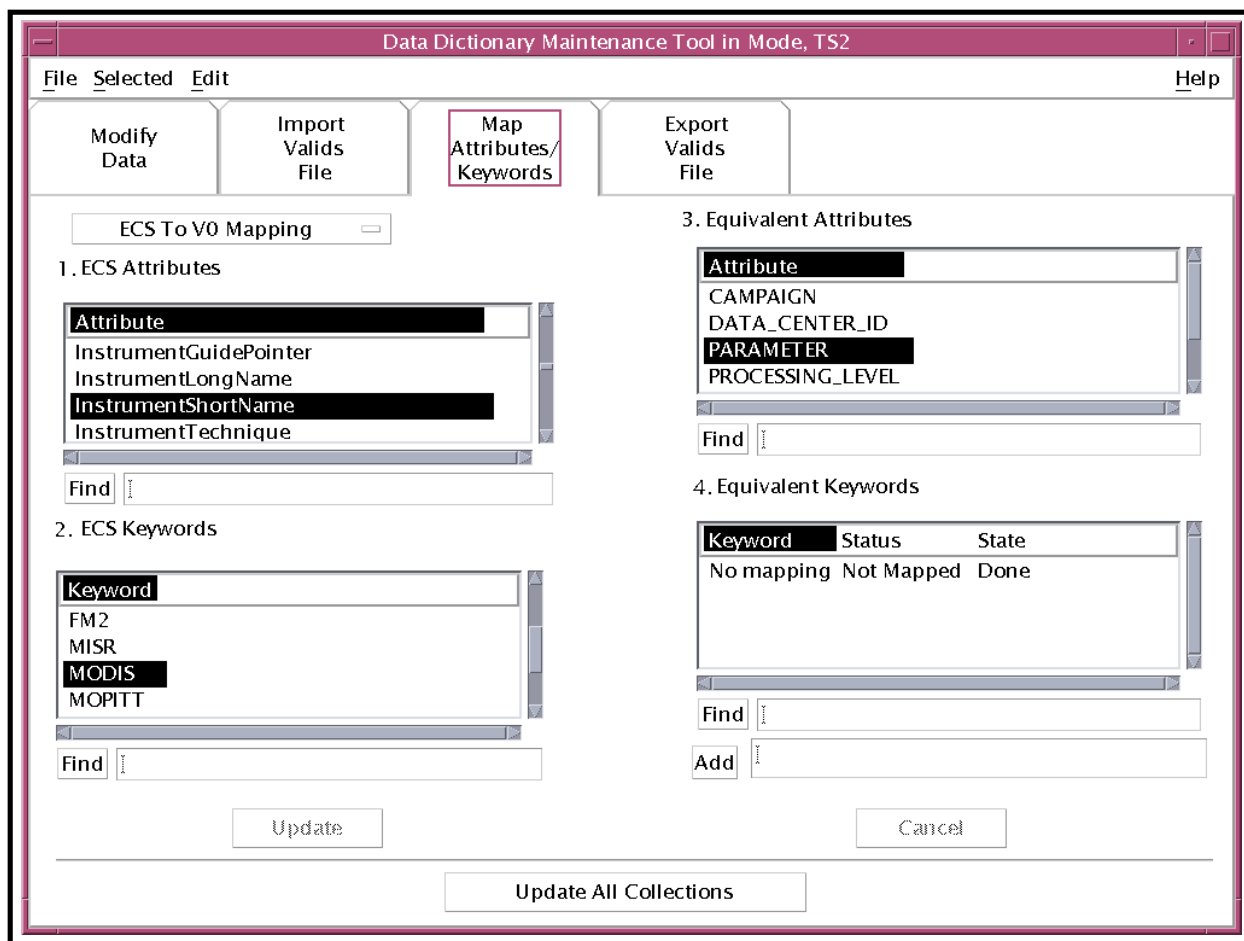 Data Dictionary Maintenance Tool in Mode, TS2
File Selected Edit Help
Modify
Data
Import
Valids
File
Map
Attributes/
Keywords
Export
Valids
File
ECS To V0 Mapping
1. ECS Attributes
Attribute
InstrumentGuidePointer
InstrumentLongName
InstrumentShortName
InstrumentTechnique
Find
2. ECS Keywords
Keyword
FM2
MISR
MODIS
MOPITT
Find
3. Equivalent Attributes
Attribute
CAMPAIGN
DATA_CENTER_ID
PARAMETER
PROCESSING_LEVEL
Find
4. Equivalent Keywords
Keyword Status State
No mapping Not Mapped Done
Find
Add
Update
Cancel
Update All Collections